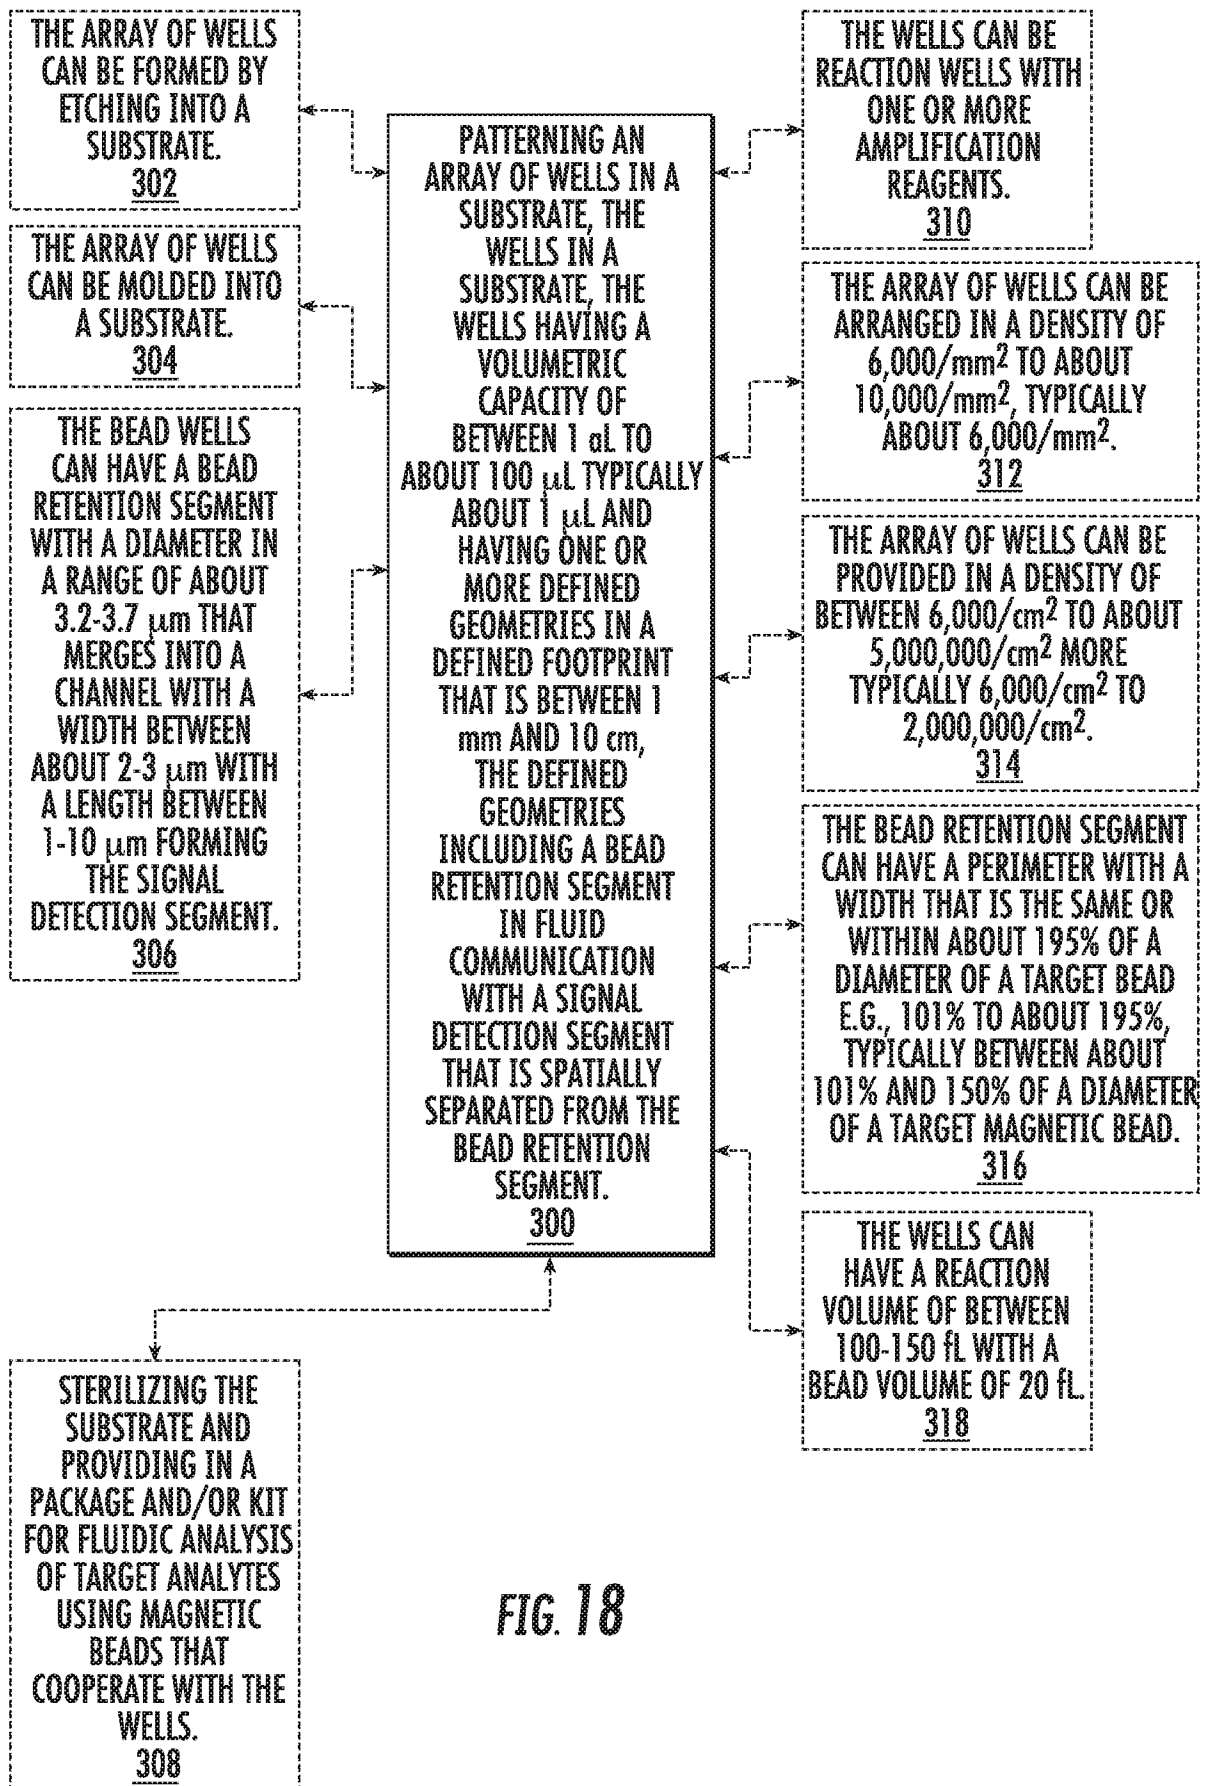 THE ARRAY OF WELLS
CAN BE FORMED BY
ETCHING INTO A
SUBSTRATE.
302
THE ARRAY OF WELLS
CAN BE MOLDED INTO
A SUBSTRATE.
304
THE BEAD WELLS
CAN HAVE A BEAD
RETENTION SEGMENT
WITH A DIAMETER IN
A RANGE OF ABOUT
3.2-3.7 μm THAT
MERGES INTO A
CHANNEL WITH A
WIDTH BETWEEN
ABOUT 2-3 μm WITH
A LENGTH BETWEEN
1-10 μm FORMING
THE SIGNAL
DETECTION SEGMENT.
306
PATTERNING AN
ARRAY OF WELLS IN A
SUBSTRATE, THE
WELLS IN A
SUBSTRATE, THE
WELLS HAVING A
VOLUMETRIC
CAPACITY OF
BETWEEN 1 aL TO
ABOUT 100 μL TYPICALLY
ABOUT 1 μL AND
HAVING ONE OR
MORE DEFINED
GEOMETRIES IN A
DEFINED FOOTPRINT
THAT IS BETWEEN 1
mm AND 10 cm,
THE DEFINED
GEOMETRIES
INCLUDING A BEAD
RETENTION SEGMENT
IN FLUID
COMMUNICATION
WITH A SIGNAL
DETECTION SEGMENT
THAT IS SPATIALLY
SEPARATED FROM THE
BEAD RETENTION
SEGMENT.
300
THE WELLS CAN BE
REACTION WELLS WITH
ONE OR MORE
AMPLIFICATION
REAGENTS.
310
THE ARRAY OF WELLS CAN BE
ARRANGED IN A DENSITY OF
6,000/mm² TO ABOUT
10,000/mm², TYPICALLY
ABOUT 6,000/mm².
312
THE ARRAY OF WELLS CAN BE
PROVIDED IN A DENSITY OF
BETWEEN 6,000/cm² TO ABOUT
5,000,000/cm² MORE
TYPICALLY 6,000/cm² TO
2,000,000/cm².
314
THE BEAD RETENTION SEGMENT
CAN HAVE A PERIMETER WITH A
WIDTH THAT IS THE SAME OR
WITHIN ABOUT 195% OF A
DIAMETER OF A TARGET BEAD
E.G., 101% TO ABOUT 195%,
TYPICALLY BETWEEN ABOUT
101% AND 150% OF A DIAMETER
OF A TARGET MAGNETIC BEAD.
316
THE WELLS CAN
HAVE A REACTION
VOLUME OF BETWEEN
100-150 fL WITH A
BEAD VOLUME OF 20 fL.
318
STERILIZING THE
SUBSTRATE AND
PROVIDING IN A
PACKAGE AND/OR KIT
FOR FLUIDIC ANALYSIS
OF TARGET ANALYTES
USING MAGNETIC
BEADS THAT
COOPERATE WITH THE
WELLS.
308
FIG. 18